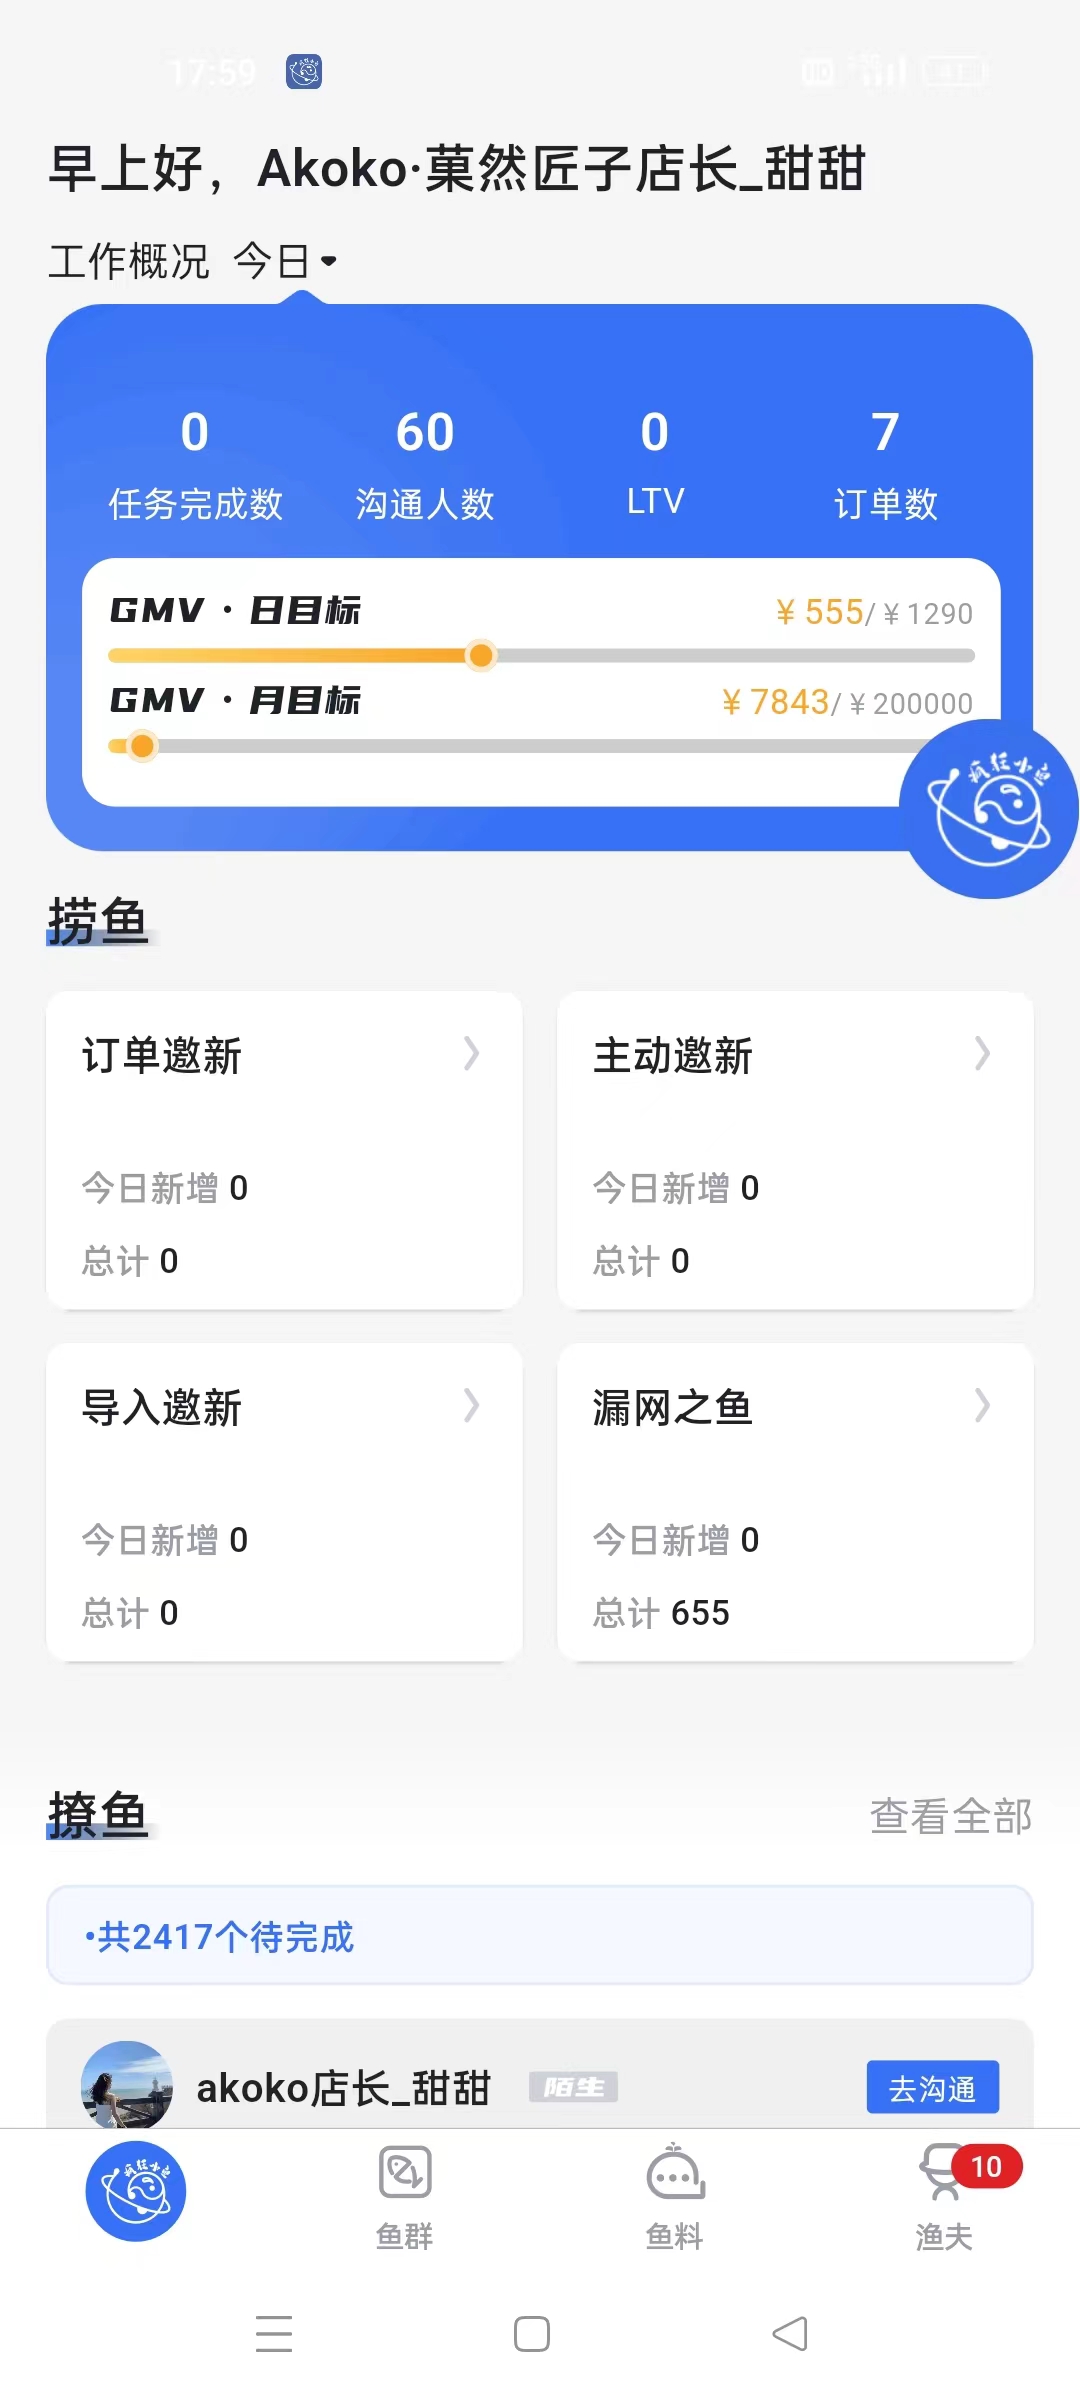 17:59
早上好，Akoko·菓然匠子店长_甜甜
工作概况 今日
0 60 0 7
任务完成数 沟通人数 LTV 订单数
GMV · 日目标 ¥ 555/ ¥ 1290
GMV · 月目标 ¥ 7843/ ¥ 200000
疯狂小鱼
捞鱼
订单邀新 主动邀新
今日新增 0 今日新增 0
总计 0 总计 0
导入邀新 漏网之鱼
今日新增 0 今日新增 0
总计 0 总计 655
撩鱼 查看全部
•共2417个待完成
akoko店长_甜甜 陌生 去沟通
疯狂小鱼
10
鱼群 鱼料 渔夫